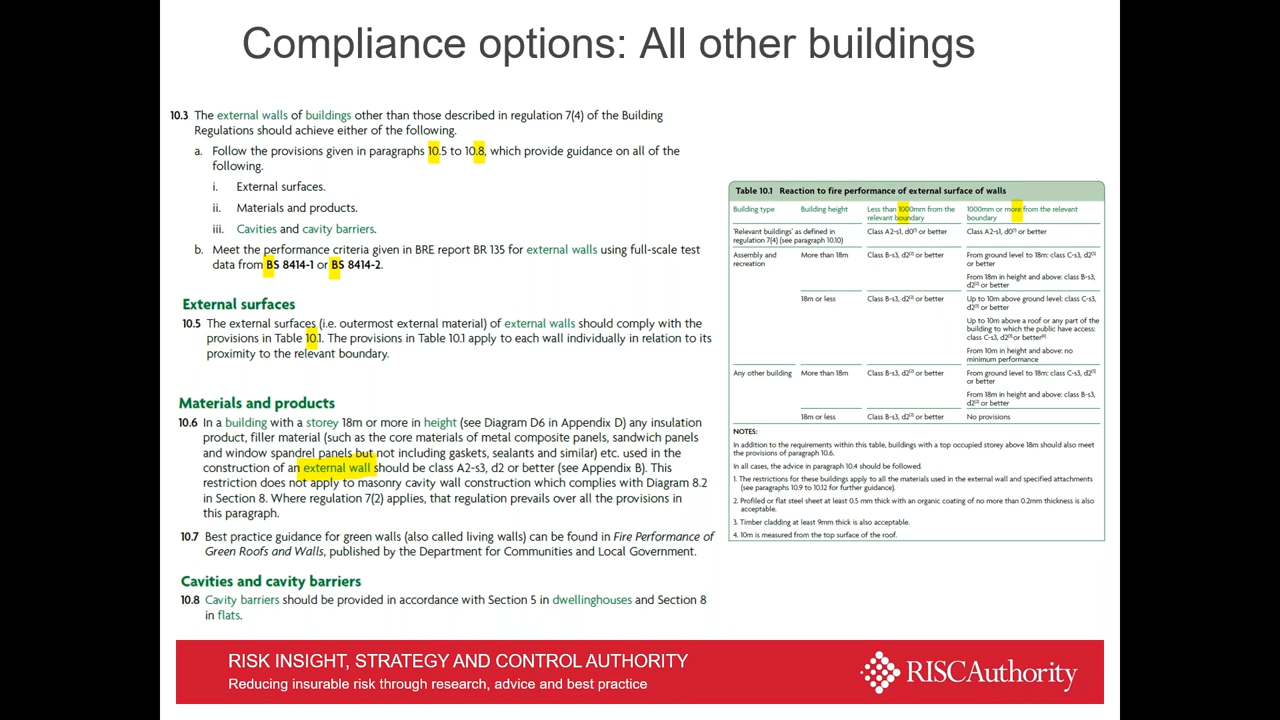 Compliance options: All other buildings
10.3 The external walls of buildings other than those described in regulation 7(4) of the Building
Regulations should achieve either of the following.
a. Follow the provisions given in paragraphs 10.5 to 10.8, which provide guidance on all of the
following.
i. External surfaces.
ii. Materials and products.
iii. Cavities and cavity barriers.
b. Meet the performance criteria given in BRE report BR 135 for external walls using full-scale test
data from BS 8414-1 or BS 8414-2.
External surfaces
10.5 The external surfaces (i.e. outermost external material) of external walls should comply with the
provisions in Table 10.1. The provisions in Table 10.1 apply to each wall individually in relation to its
proximity to the relevant boundary.
Materials and products
10.6 In a building with a storey 18m or more in height (see Diagram D6 in Appendix D) any insulation
product, filler material (such as the core materials of metal composite panels, sandwich panels
and window spandrel panels but not including gaskets, sealants and similar) etc. used in the
construction of an external wall should be class A2-s3, d2 or better (see Appendix B). This
restriction does not apply to masonry cavity wall construction which complies with Diagram 8.2
in Section 8. Where regulation 7(2) applies, that regulation prevails over all the provisions in
this paragraph.
10.7 Best practice guidance for green walls (also called living walls) can be found in Fire Performance of
Green Roofs and Walls, published by the Department for Communities and Local Government.
Cavities and cavity barriers
10.8 Cavity barriers should be provided in accordance with Section 5 in dwellinghouses and Section 8
in flats.
Table 10.1 Reaction to fire performance of external surface of walls
Building type Building height Less than 1000mm from the 1000mm or more from the relevant
relevant boundary boundary
'Relevant buildings' as defined in Class A2-s1, d0(1) or better Class A2-s1, d0(1) or better
regulation 7(4) (see paragraph 10.10)
Assembly and More than 18m Class B-s3, d2(2) or better From ground level to 18m: class C-s3, d2(3)
recreation or better
From 18m in height and above: class B-s3,
d2(2) or better
18m or less Class B-s3, d2(2) or better Up to 10m above ground level: class C-s3,
d2(3) or better
Up to 10m above a roof or any part of the
building to which the public have access:
class C-s3, d2(3) or better(4)
From 10m in height and above: no
minimum performance
Any other building More than 18m Class B-s3, d2(2) or better From ground level to 18m: class C-s3, d2(3)
or better
From 18m in height and above: class B-s3,
d2(2) or better
18m or less Class B-s3, d2(2) or better No provisions
NOTES:
In addition to the requirements within this table, buildings with a top occupied storey above 18m should also meet
the provisions of paragraph 10.6.
In all cases, the advice in paragraph 10.4 should be followed.
1. The restrictions for these buildings apply to all the materials used in the external wall and specified attachments
(see paragraphs 10.9 to 10.12 for further guidance).
2. Profiled or flat steel sheet at least 0.5 mm thick with an organic coating of no more than 0.2mm thickness is also
acceptable.
3. Timber cladding at least 9mm thick is also acceptable.
4. 10m is measured from the top surface of the roof.
RISK INSIGHT, STRATEGY AND CONTROL AUTHORITY
Reducing insurable risk through research, advice and best practice
RISCAuthority